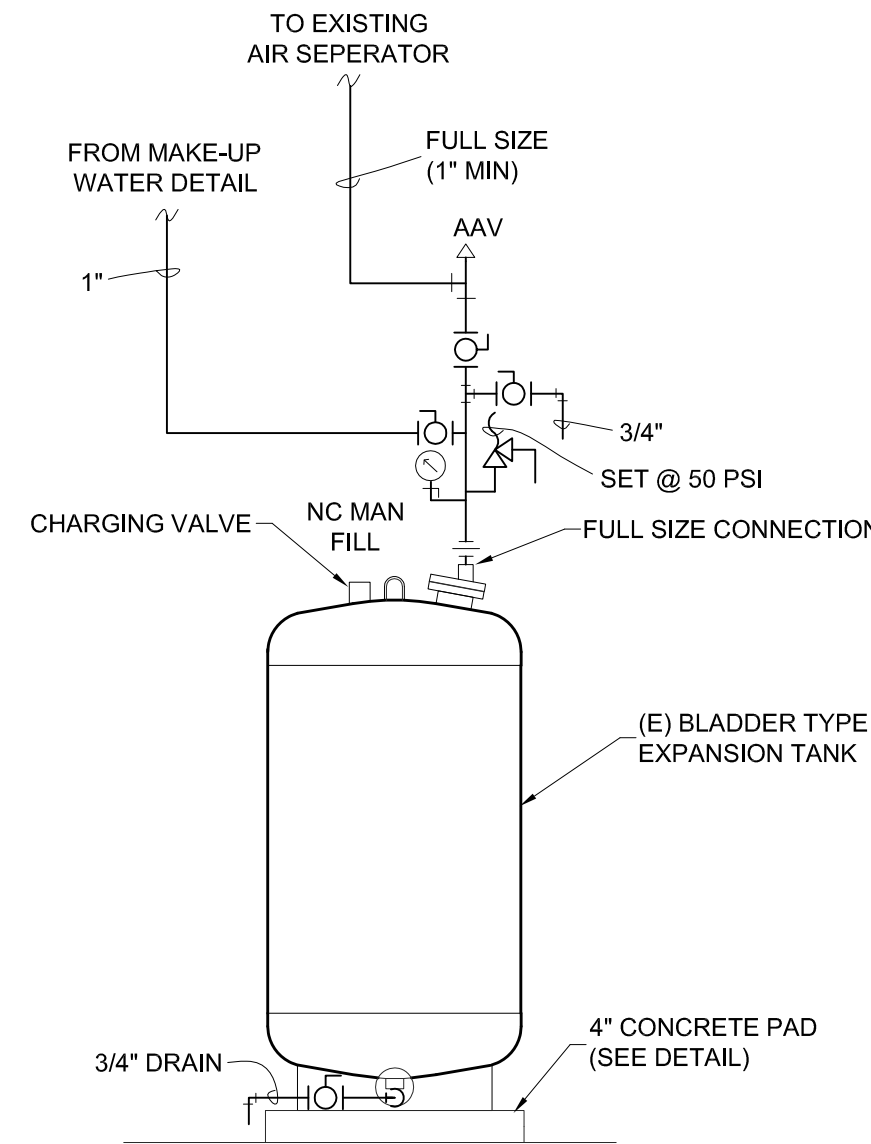 TO EXISTING
AIR SEPERATOR
FROM MAKE-UP
WATER DETAIL
FULL SIZE
(1" MIN)
AAV
1"
3/4"
SET @ 50 PSI
CHARGING VALVE
NC MAN
FILL
FULL SIZE CONNECTION
(E) BLADDER TYPE
EXPANSION TANK
4" CONCRETE PAD
(SEE DETAIL)
3/4" DRAIN